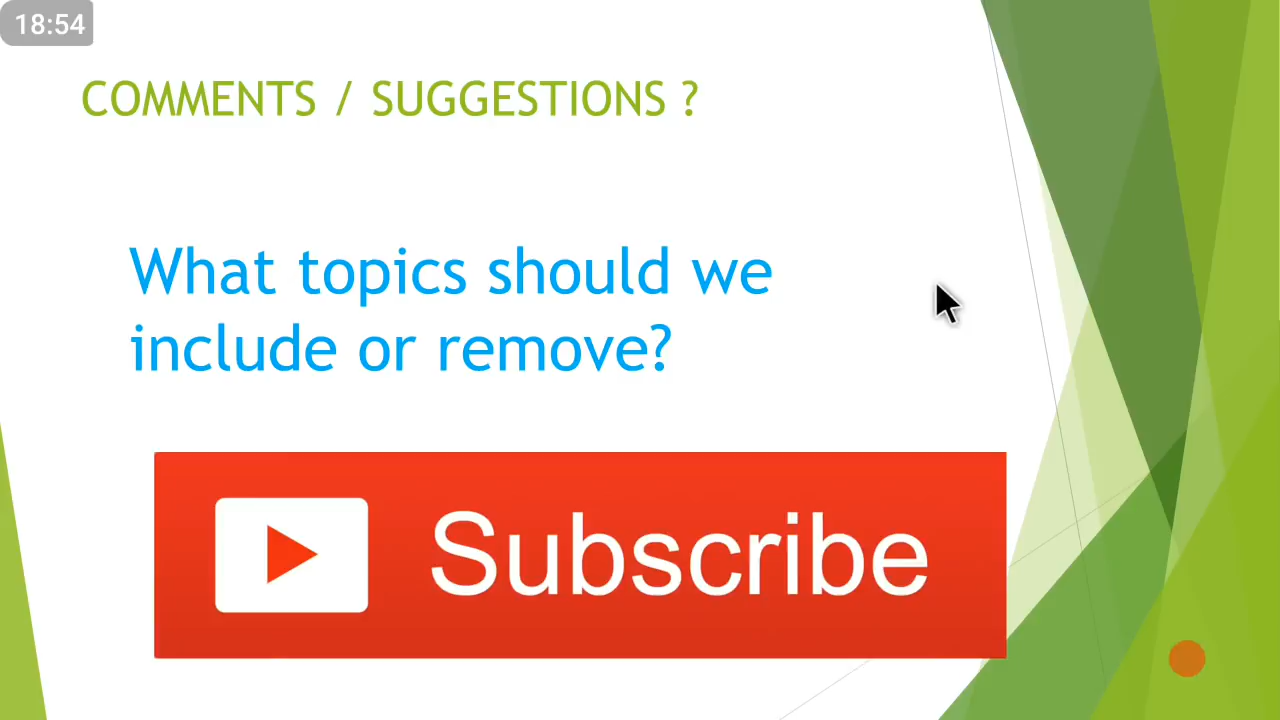 18:54
COMMENTS / SUGGESTIONS ?
What topics should we
include or remove?
Subscribe